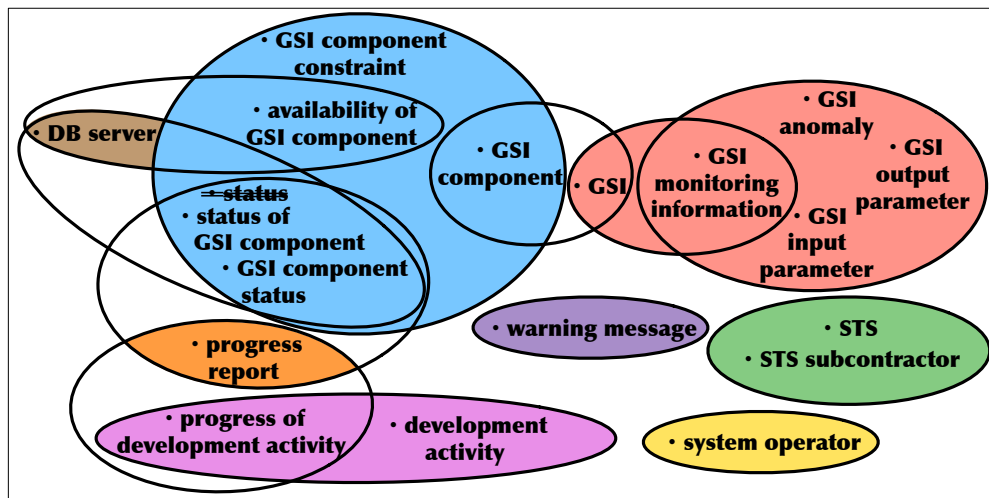 · GSI component
constraint
· availability of
GSI component
· DB server
· status
· status of
GSI component
· GSI component
status
· GSI
component
· GSI
· GSI
monitoring
information
· GSI
anomaly
· GSI
output
parameter
· GSI
input
parameter
· warning message
· STS
· STS subcontractor
· progress
report
· progress of
development activity
· development
activity
· system operator